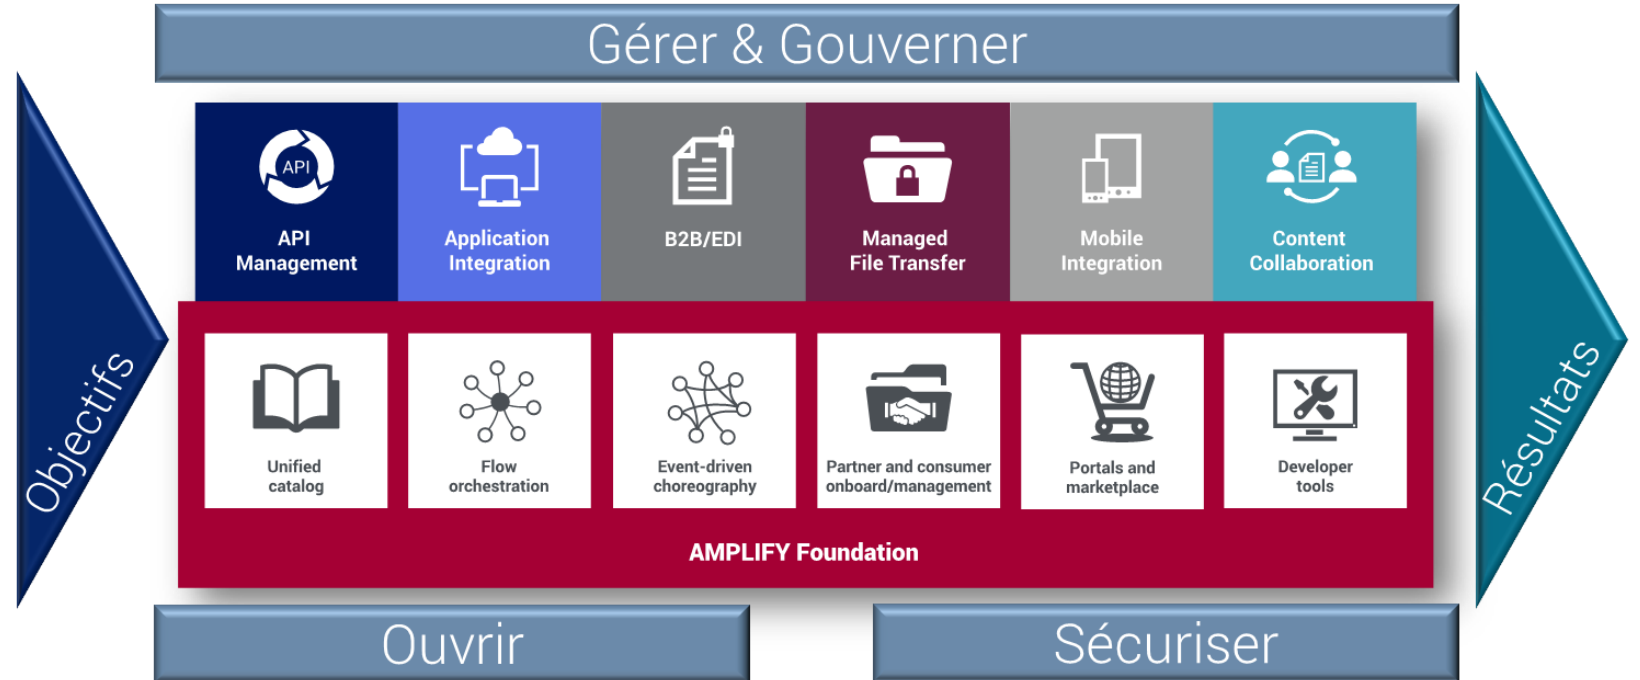 Gérer & Gouverner
Objectifs
API
API
Management
Application
Integration
B2B/EDI
Managed
File Transfer
Mobile
Integration
Content
Collaboration
Unified
catalog
Flow
orchestration
Event-driven
choreography
Partner and consumer
onboard/management
Portals and
marketplace
Developer
tools
AMPLIFY Foundation
Résultats
Ouvrir
Sécuriser